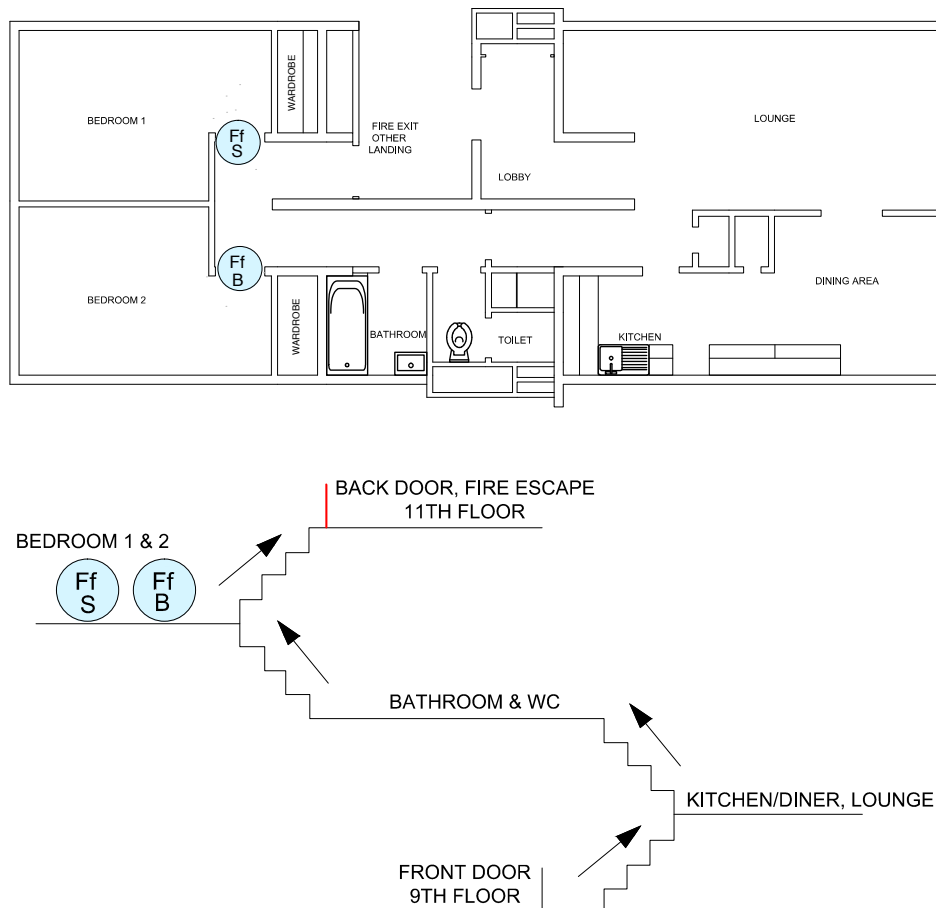 BEDROOM 1
WARDROBE
Ff
S
FIRE EXIT
OTHER
LANDING
LOBBY
LOUNGE
Ff
B
BEDROOM 2
WARDROBE
BATHROOM
TOILET
KITCHEN
DINING AREA
BACK DOOR, FIRE ESCAPE
11TH FLOOR
BEDROOM 1 & 2
Ff
S
Ff
B
BATHROOM & WC
KITCHEN/DINER, LOUNGE
FRONT DOOR
9TH FLOOR